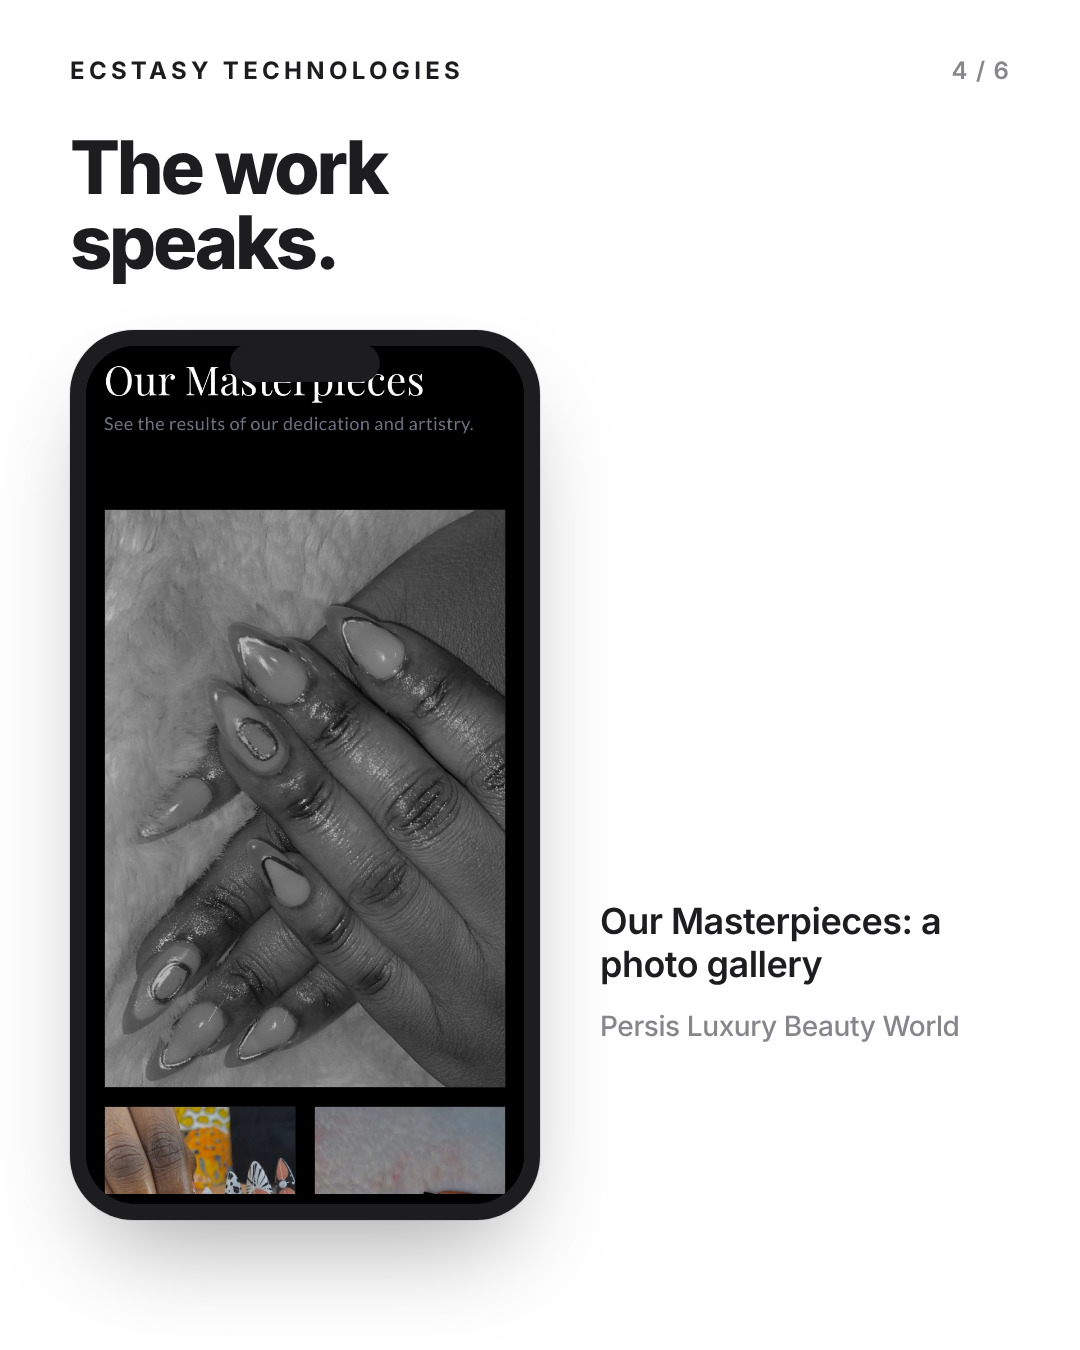 ECSTASY TECHNOLOGIES
4 / 6
The work
speaks.
Our Masterpieces
See the results of our dedication and artistry.
Our Masterpieces: a
photo gallery
Persis Luxury Beauty World